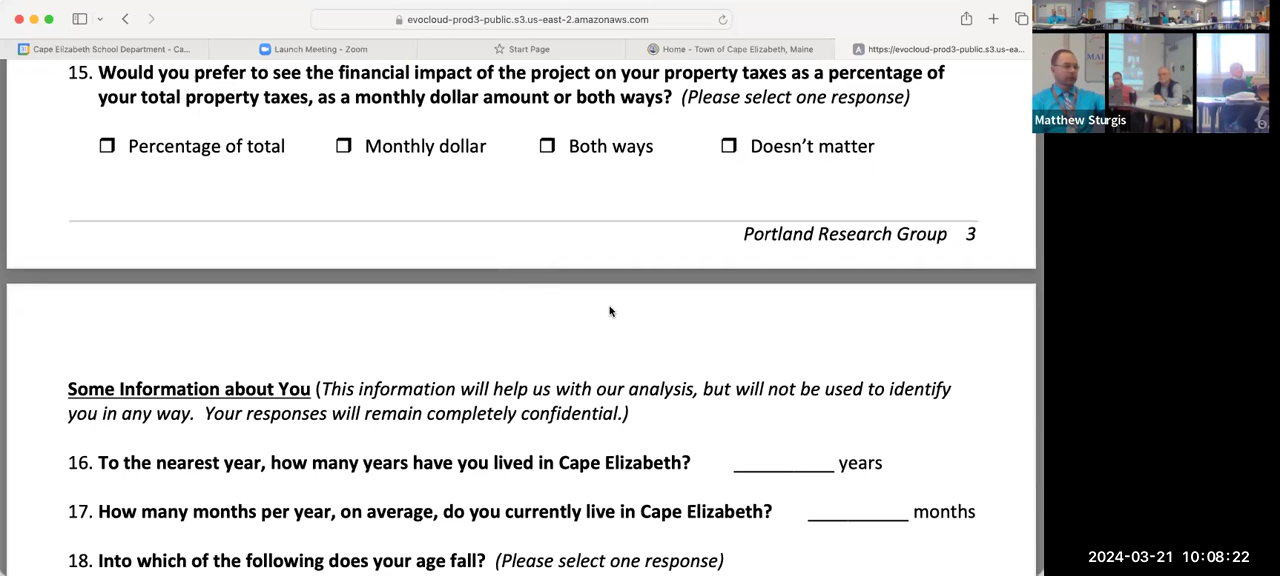 evocloud-prod3-public.s3.us-east-2.amazonaws.com
Cape Elizabeth School Department - Ca...
Launch Meeting - Zoom
Start Page
Home - Town of Cape Elizabeth, Maine
https://evocloud-prod3-public.s3.us-ea...
Matthew Sturgis
15. Would you prefer to see the financial impact of the project on your property taxes as a percentage of
your total property taxes, as a monthly dollar amount or both ways? (Please select one response)
❒ Percentage of total ❒ Monthly dollar ❒ Both ways ❒ Doesn’t matter
Portland Research Group 3
Some Information about You (This information will help us with our analysis, but will not be used to identify
you in any way. Your responses will remain completely confidential.)
16. To the nearest year, how many years have you lived in Cape Elizabeth? __________ years
17. How many months per year, on average, do you currently live in Cape Elizabeth? __________ months
18. Into which of the following does your age fall? (Please select one response)
2024-03-21 10:08:22